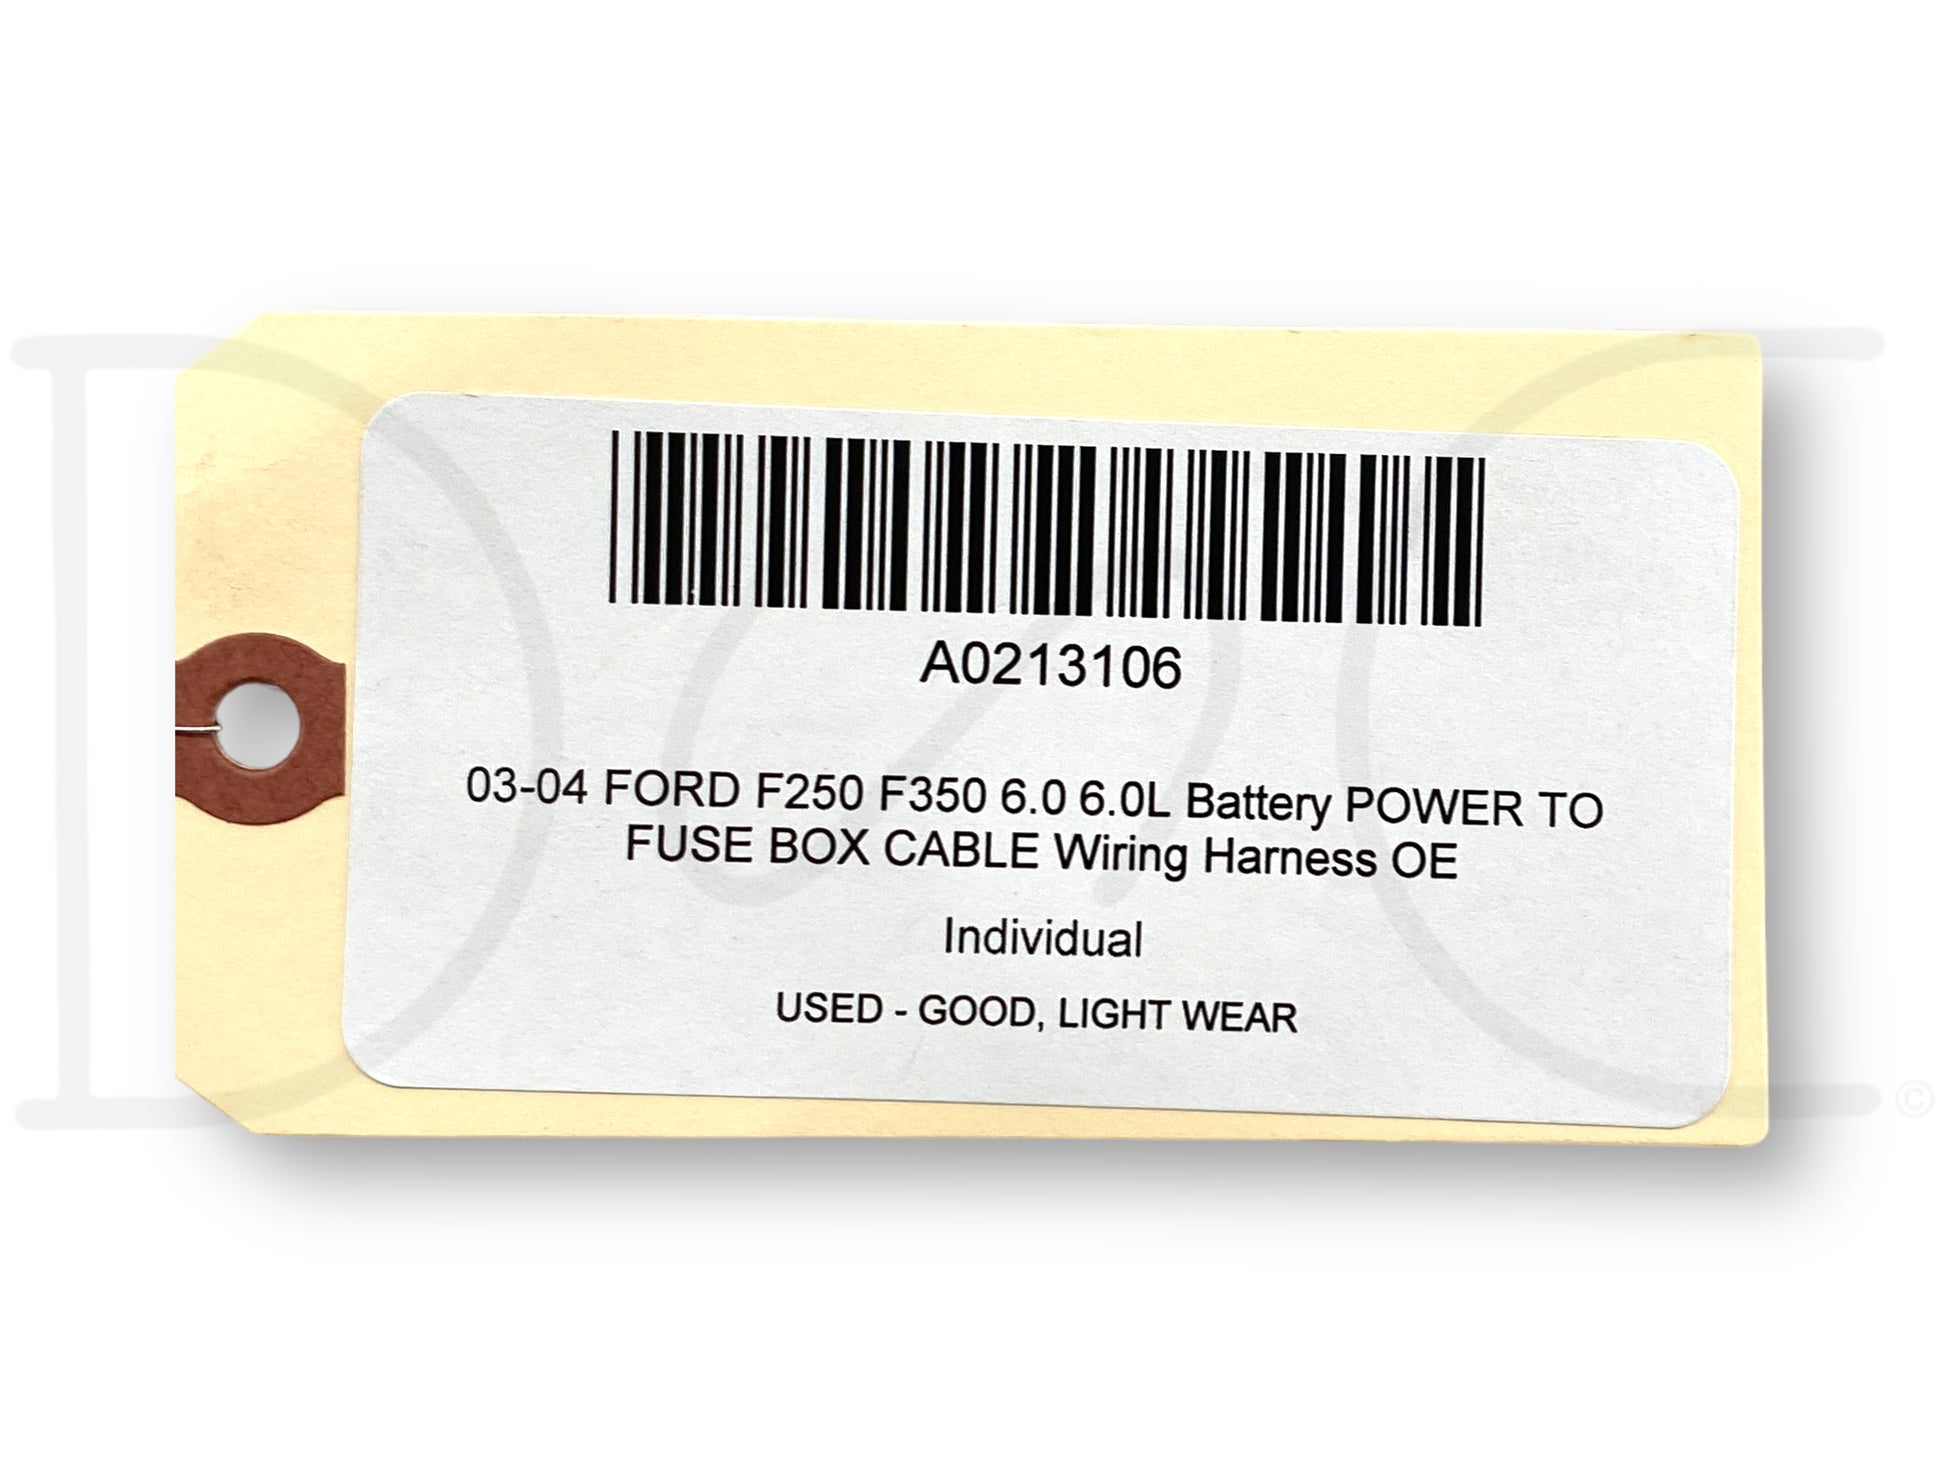 A0213106
03-04 FORD F250 F350 6.0 6.0L Battery POWER TO
FUSE BOX CABLE Wiring Harness OE
Individual
USED - GOOD, LIGHT WEAR
©